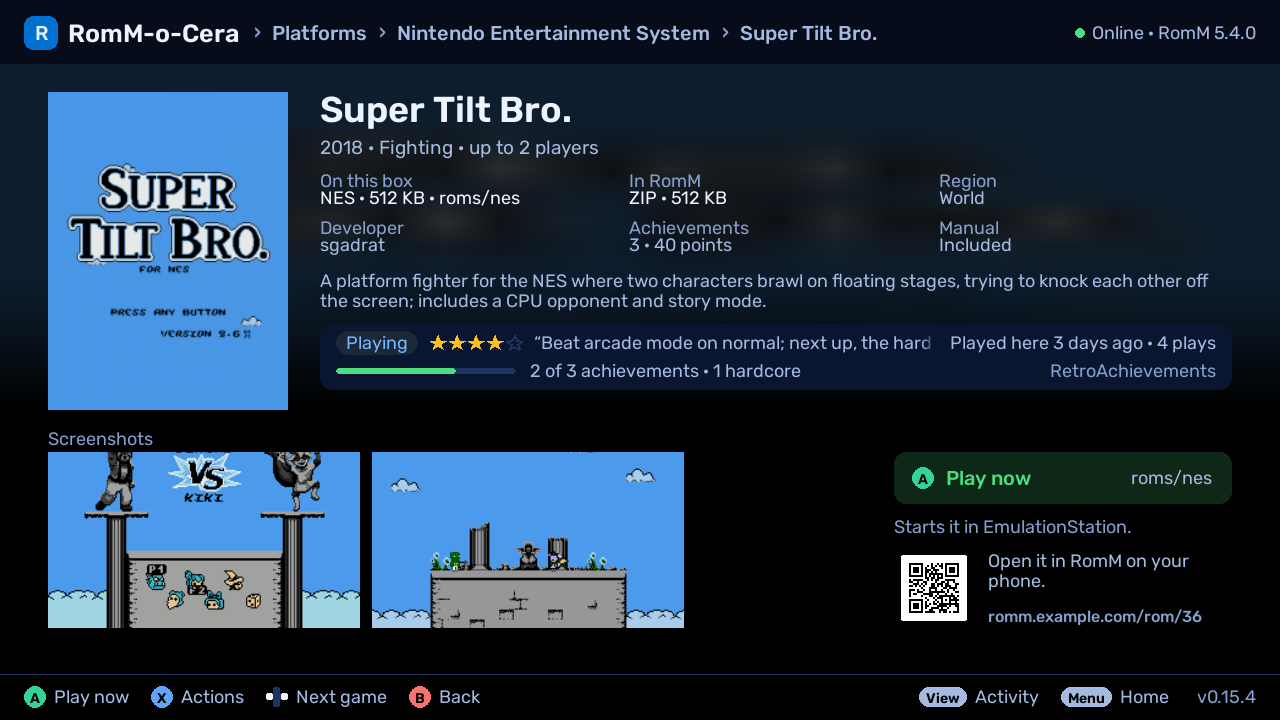 R RomM-o-Cera › Platforms › Nintendo Entertainment System › Super Tilt Bro.
Online • RomM 5.4.0
SUPER
TILT BRO.
FOR NES
PRESS ANY BUTTON
VERSION 2.6
Super Tilt Bro.
2018 • Fighting • up to 2 players
On this box
NES • 512 KB • roms/nes
In RomM
ZIP • 512 KB
Region
World
Developer
sgadrat
Achievements
3 • 40 points
Manual
Included
A platform fighter for the NES where two characters brawl on floating stages, trying to knock each other off
the screen; includes a CPU opponent and story mode.
Playing
“Beat arcade mode on normal; next up, the hard
Played here 3 days ago • 4 plays
2 of 3 achievements • 1 hardcore
RetroAchievements
Screenshots
VS
KIKI
A Play now
roms/nes
Starts it in EmulationStation.
Open it in RomM on your
phone.
romm.example.com/rom/36
A Play now X Actions Next game B Back
View Activity Menu Home v0.15.4